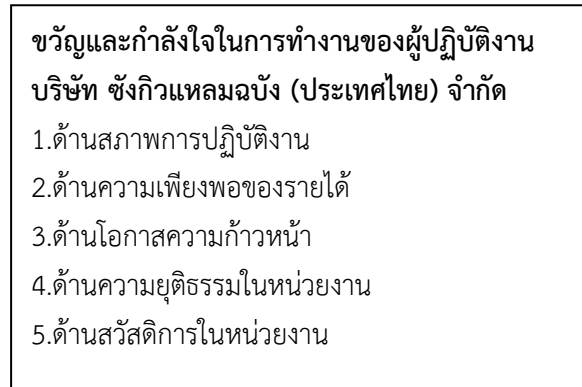 ขวัญและกำลังใจในการทำงานของผู้ปฏิบัติงาน
บริษัท ซังกิวแหลมฉบัง (ประเทศไทย) จำกัด
1.ด้านสภาพการปฏิบัติงาน
2.ด้านความเพียงพอของรายได้
3.ด้านโอกาสความก้าวหน้า
4.ด้านความยุติธรรมในหน่วยงาน
5.ด้านสวัสดิการในหน่วยงาน